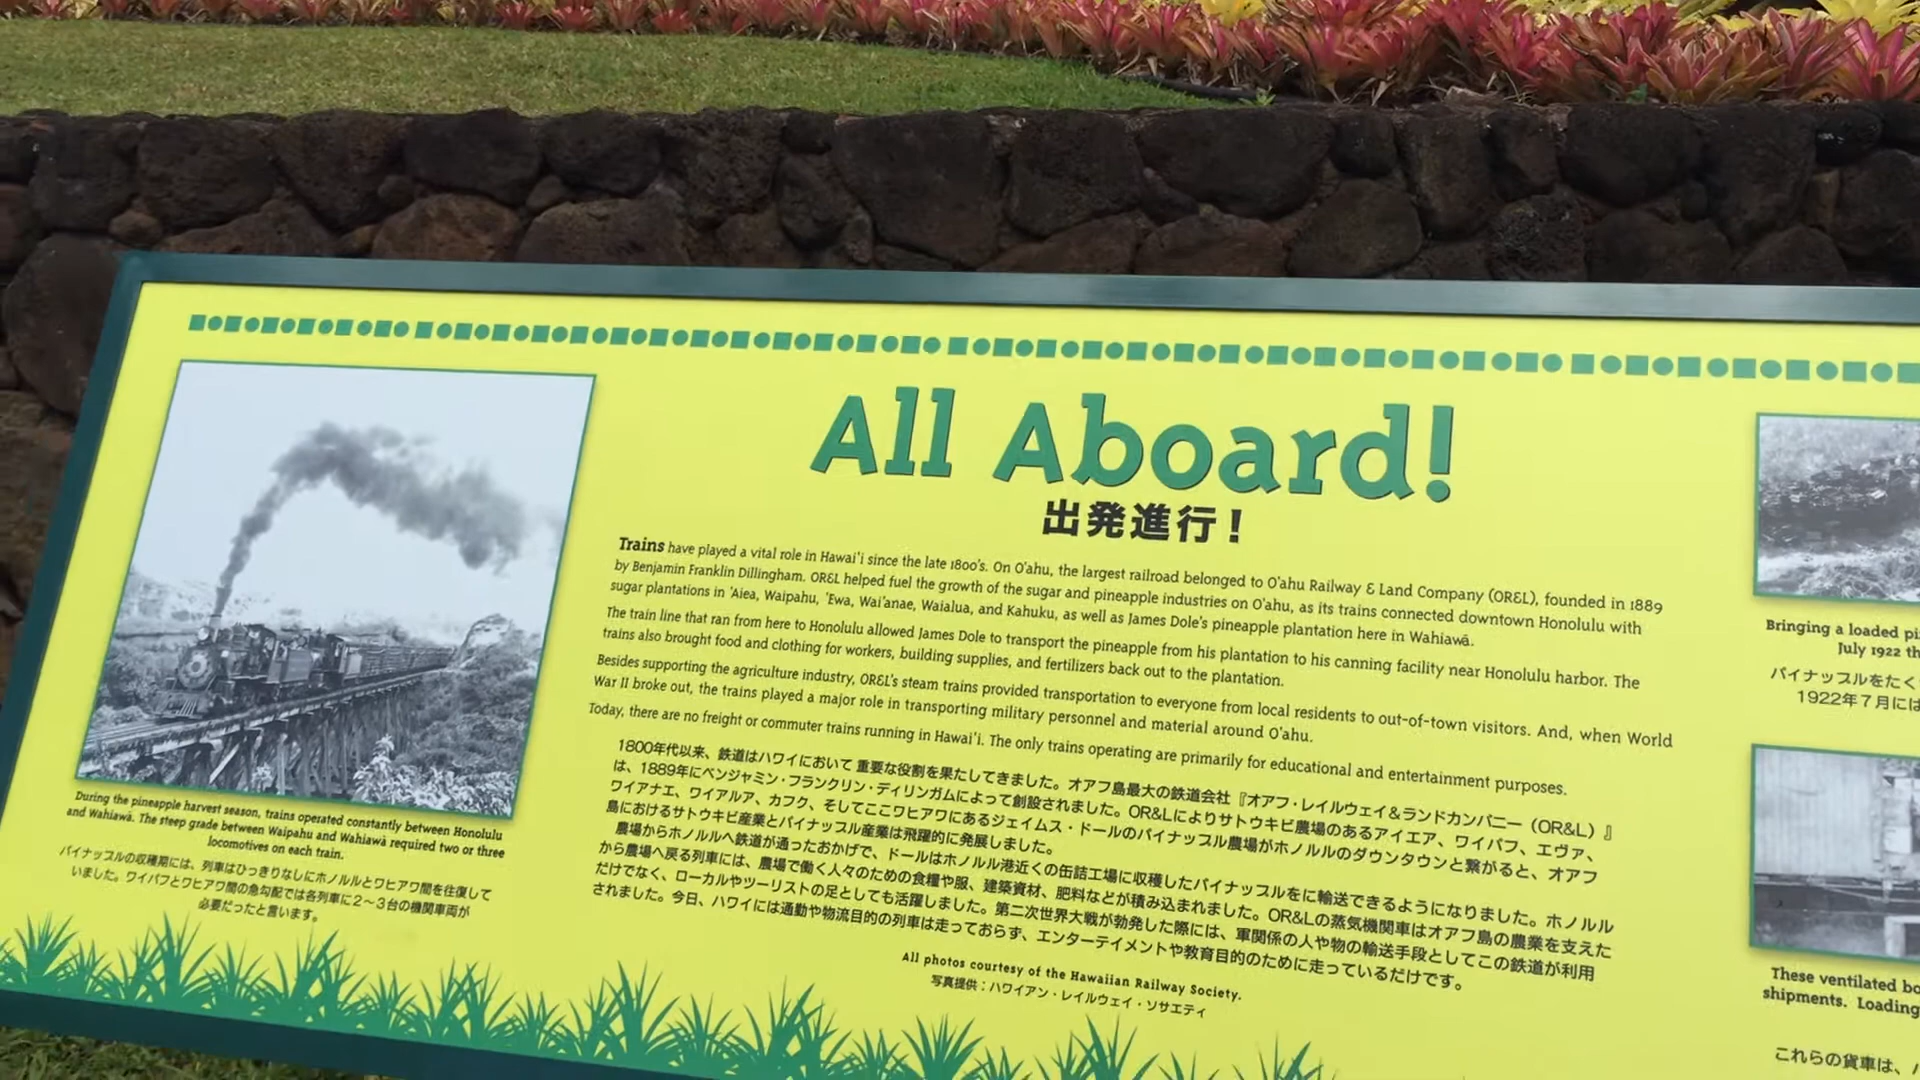 All Aboard!
出発進行！
Trains have played a vital role in Hawai'i since the late 1800's. On O'ahu, the largest railroad belonged to O'ahu Railway & Land Company (OR&L), founded in 1889
by Benjamin Franklin Dillingham. OR&L helped fuel the growth of the sugar and pineapple industries on O'ahu, as its trains connected downtown Honolulu with
sugar plantations in 'Aiea, Waipahu, 'Ewa, Wai'anae, Waialua, and Kahuku, as well as James Dole's pineapple plantation here in Wahiawā.
The train line that ran from here to Honolulu allowed James Dole to transport the pineapple from his plantation to his canning facility near Honolulu harbor. The
trains also brought food and clothing for workers, building supplies, and fertilizers back out to the plantation.
Besides supporting the agriculture industry, OR&L's steam trains provided transportation to everyone from local residents to out-of-town visitors. And, when World
War II broke out, the trains played a major role in transporting military personnel and material around O'ahu.
Today, there are no freight or commuter trains running in Hawai'i. The only trains operating are primarily for educational and entertainment purposes.
1800年代以来、鉄道はハワイにおいて重要な役割を果たしてきました。オアフ島最大の鉄道会社『オアフ・レイルウェイ＆ランドカンパニー（OR&L）』
は、1889年にベンジャミン・フランクリン・ディリンガムによって創設されました。OR&Lによりサトウキビ農場のあるアイエア、ワイパフ、エヴァ、
ワイアナエ、ワイアルア、カフク、そしてここワヒアワにあるジェイムス・ドールのパイナップル農場がホノルルのダウンタウンと繋がると、オアフ
島におけるサトウキビ産業とパイナップル産業は飛躍的に発展しました。
農場からホノルルへ鉄道が通ったおかげで、ドールはホノルル港近くの缶詰工場に収穫したパイナップルをに輸送できるようになりました。ホノルル
から農場へ戻る列車には、農場で働く人々のための食糧や服、建築資材、肥料などが積み込まれました。OR&Lの蒸気機関車はオアフ島の農業を支えた
だけでなく、ローカルやツーリストの足としても活躍しました。第二次世界大戦が勃発した際には、軍関係の人や物の輸送手段としてこの鉄道が利用
されました。今日、ハワイには通勤や物流目的の列車は走っておらず、エンターテイメントや教育目的のために走っているだけです。
All photos courtesy of the Hawaiian Railway Society.
写真提供：ハワイアン・レイルウェイ・ソサエティ
During the pineapple harvest season, trains operated constantly between Honolulu
and Wahiawā. The steep grade between Waipahu and Wahiawā required two or three
locomotives on each train.
パイナップルの収穫期には、列車はひっきりなしにホノルルとワヒアワ間を往復して
いました。ワイパフとワヒアワ間の急勾配では各列車に2～3台の機関車両が
必要だったと言います。
Bringing a loaded pi
July 1922 th
パイナップルをたく
1922年7月には
These ventilated bo
shipments. Loading
これらの貨車は、